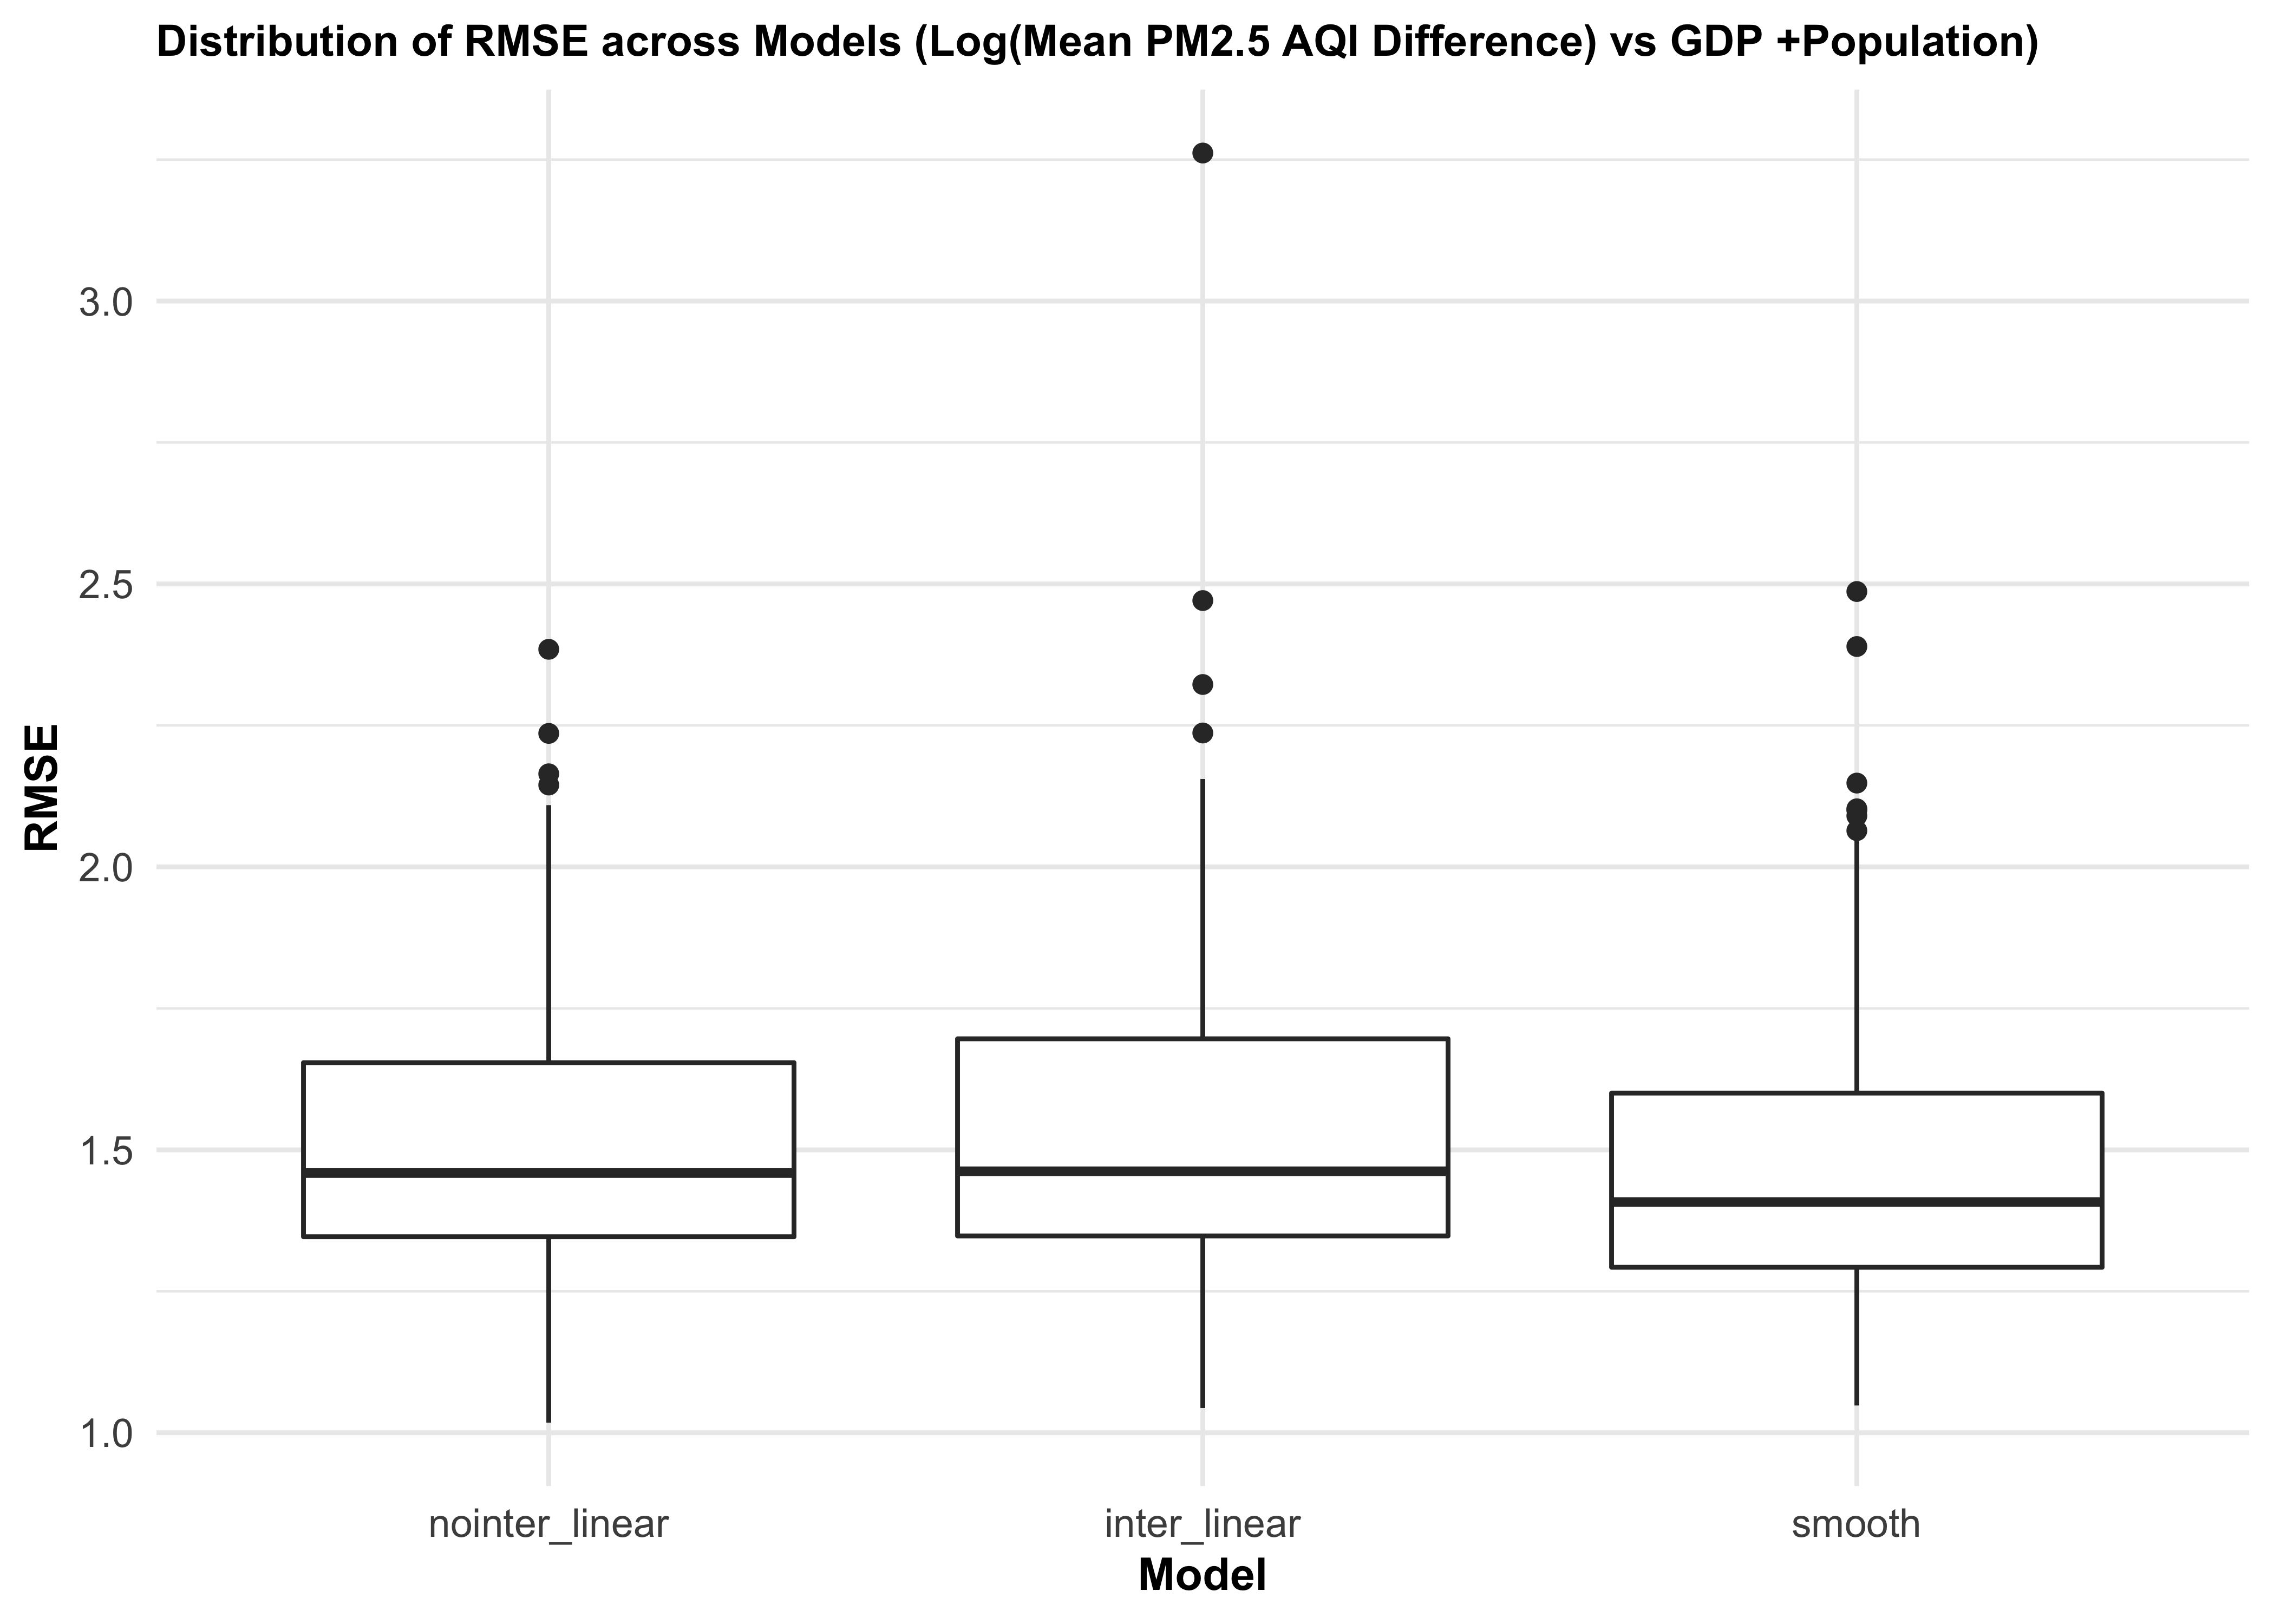 Distribution of RMSE across Models (Log(Mean PM2.5 AQI Difference) vs GDP +Population)
RMSE
3.0
2.5
2.0
1.5
1.0
nointer_linear
inter_linear
smooth
Model